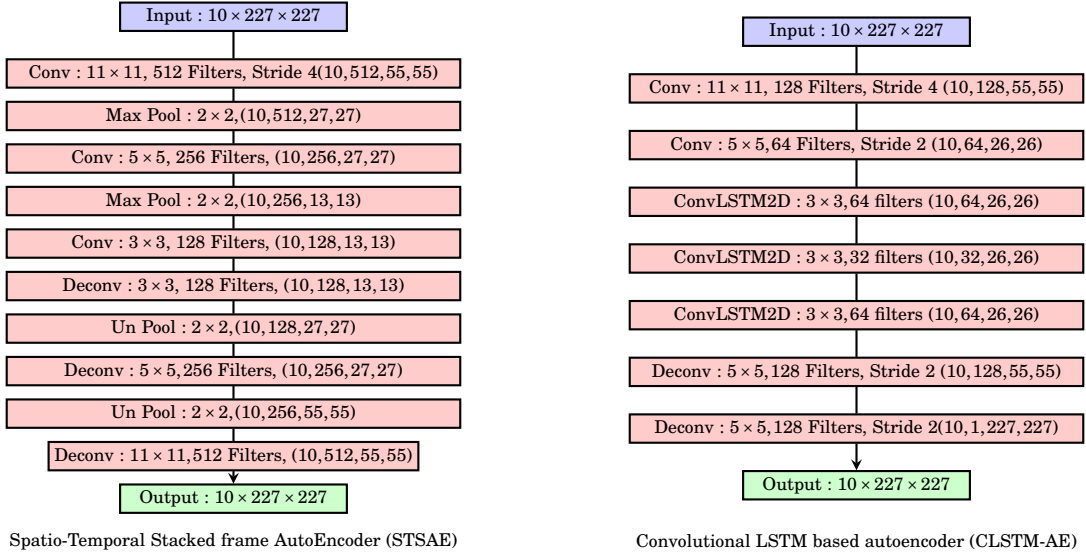 Input : 10 × 227 × 227
Conv : 11 × 11, 512 Filters, Stride 4(10,512,55,55)
Max Pool : 2 × 2,(10,512,27,27)
Conv : 5 × 5, 256 Filters, (10,256,27,27)
Max Pool : 2 × 2,(10,256,13,13)
Conv : 3 × 3, 128 Filters, (10,128,13,13)
Deconv : 3 × 3, 128 Filters, (10,128,13,13)
Un Pool : 2 × 2,(10,128,27,27)
Deconv : 5 × 5,256 Filters, (10,256,27,27)
Un Pool : 2 × 2,(10,256,55,55)
Deconv : 11 × 11,512 Filters, (10,512,55,55)
Output : 10 × 227 × 227
Spatio-Temporal Stacked frame AutoEncoder (STSAE)
Input : 10 × 227 × 227
Conv : 11 × 11, 128 Filters, Stride 4 (10,128,55,55)
Conv : 5 × 5,64 Filters, Stride 2 (10,64,26,26)
ConvLSTM2D : 3 × 3,64 filters (10,64,26,26)
ConvLSTM2D : 3 × 3,32 filters (10,32,26,26)
ConvLSTM2D : 3 × 3,64 filters (10,64,26,26)
Deconv : 5 × 5,128 Filters, Stride 2 (10,128,55,55)
Deconv : 5 × 5,128 Filters, Stride 2(10,1,227,227)
Output : 10 × 227 × 227
Convolutional LSTM based autoencoder (CLSTM-AE)